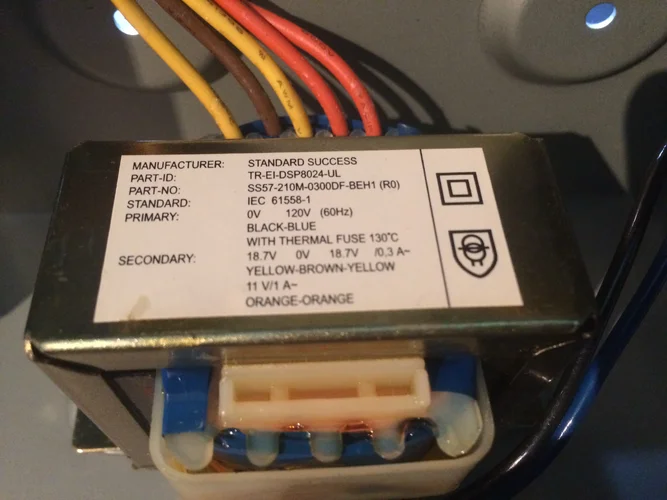 MANUFACTURER: STANDARD SUCCESS
PART-ID: TR-EI-DSP8024-UL
PART-NO: SS57-210M-0300DF-BEH1 (R0)
STANDARD: IEC 61558-1
PRIMARY: 0V 120V (60Hz)
BLACK-BLUE
WITH THERMAL FUSE 130°C
SECONDARY: 18.7V 0V 18.7V /0,3 A~
YELLOW-BROWN-YELLOW
11 V/1 A~
ORANGE-ORANGE